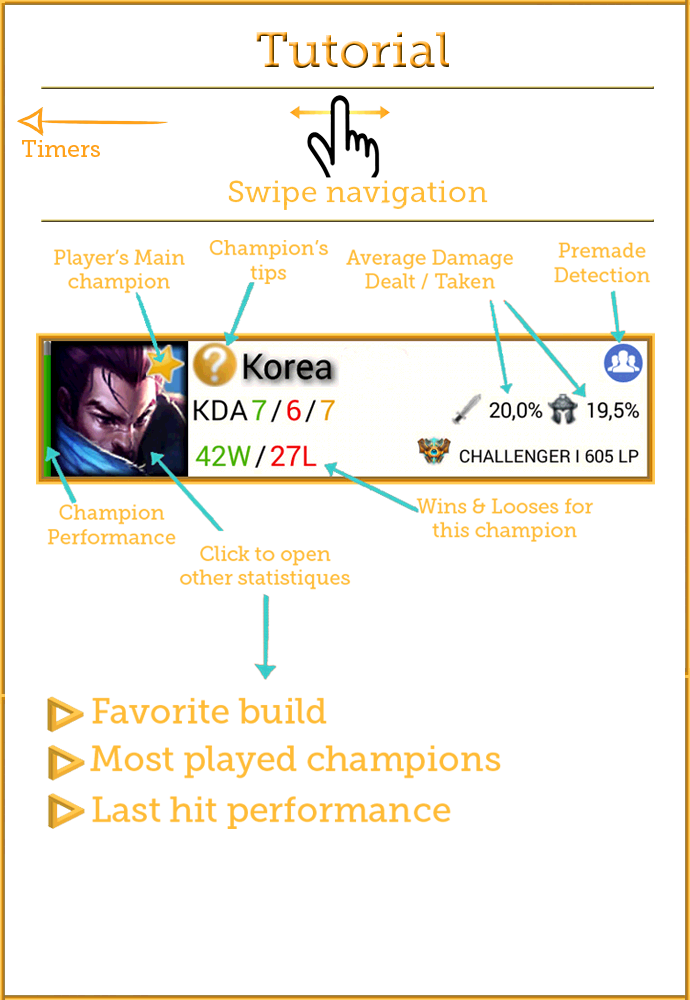 Tutorial
Timers
Swipe navigation
Player's Main
champion
Champion's
tips
Average Damage
Dealt / Taken
Premade
Detection
? Korea
KDA 7 / 6 / 7
20,0% 19,5%
42W / 27L
CHALLENGER I 605 LP
Champion
Performance
Click to open
other statistiques
Wins & Looses for
this champion
Favorite build
Most played champions
Last hit performance